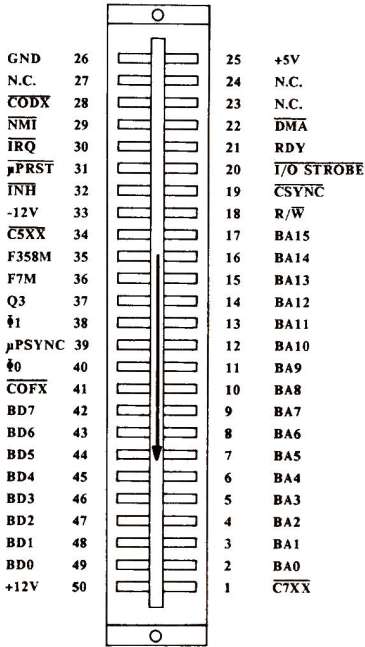 GND 26 25 +5V
N.C. 27 24 N.C.
CODX 28 23 N.C.
NMI 29 22 DMA
IRQ 30 21 RDY
µPRST 31 20 I/O STROBE
INH 32 19 CSYNC
-12V 33 18 R/W
C5XX 34 17 BA15
F358M 35 16 BA14
F7M 36 15 BA13
Q3 37 14 BA12
Φ1 38 13 BA11
µPSYNC 39 12 BA10
Φ0 40 11 BA9
COFX 41 10 BA8
BD7 42 9 BA7
BD6 43 8 BA6
BD5 44 7 BA5
BD4 45 6 BA4
BD3 46 5 BA3
BD2 47 4 BA2
BD1 48 3 BA1
BD0 49 2 BA0
+12V 50 1 C7XX